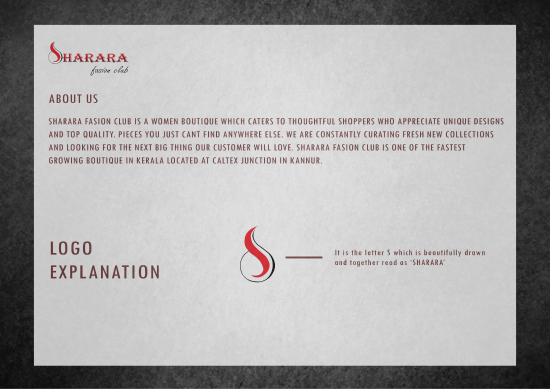 SHARARA
fasion club
ABOUT US
SHARARA FASION CLUB IS A WOMEN BOUTIQUE WHICH CATERS TO THOUGHTFUL SHOPPERS WHO APPRECIATE UNIQUE DESIGNS
AND TOP QUALITY. PIECES YOU JUST CANT FIND ANYWHERE ELSE. WE ARE CONSTANTLY CURATING FRESH NEW COLLECTIONS
AND LOOKING FOR THE NEXT BIG THING OUR CUSTOMER WILL LOVE. SHARARA FASION CLUB IS ONE OF THE FASTEST
GROWING BOUTIQUE IN KERALA LOCATED AT CALTEX JUNCTION IN KANNUR.
LOGO
EXPLANATION
It is the letter S which is beautifully drawn
and together read as 'SHARARA'